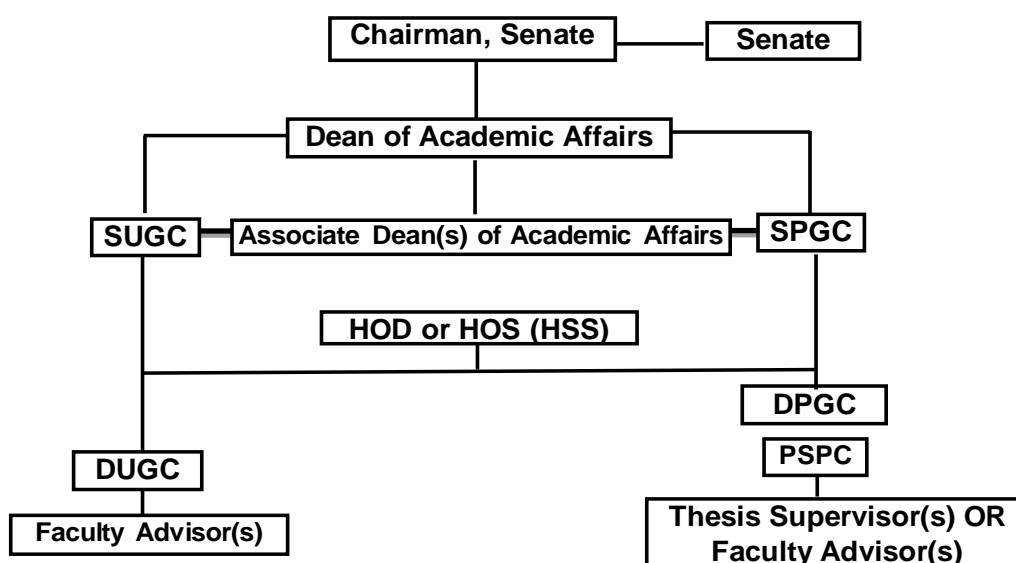 Chairman, Senate
Senate
Dean of Academic Affairs
SUGC
Associate Dean(s) of Academic Affairs
SPGC
HOD or HOS (HSS)
DPGC
DUGC
PSPC
Faculty Advisor(s)
Thesis Supervisor(s) OR
Faculty Advisor(s)